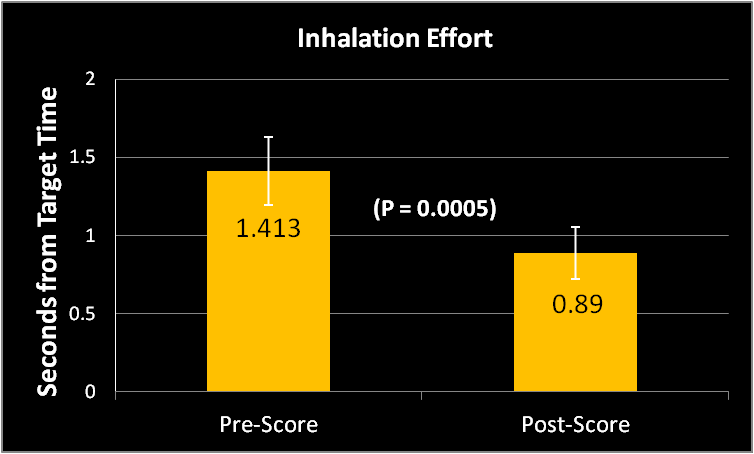 Inhalation Effort
Seconds from Target Time
2
1.5
1
0.5
0
1.413
(P = 0.0005)
0.89
Pre-Score
Post-Score